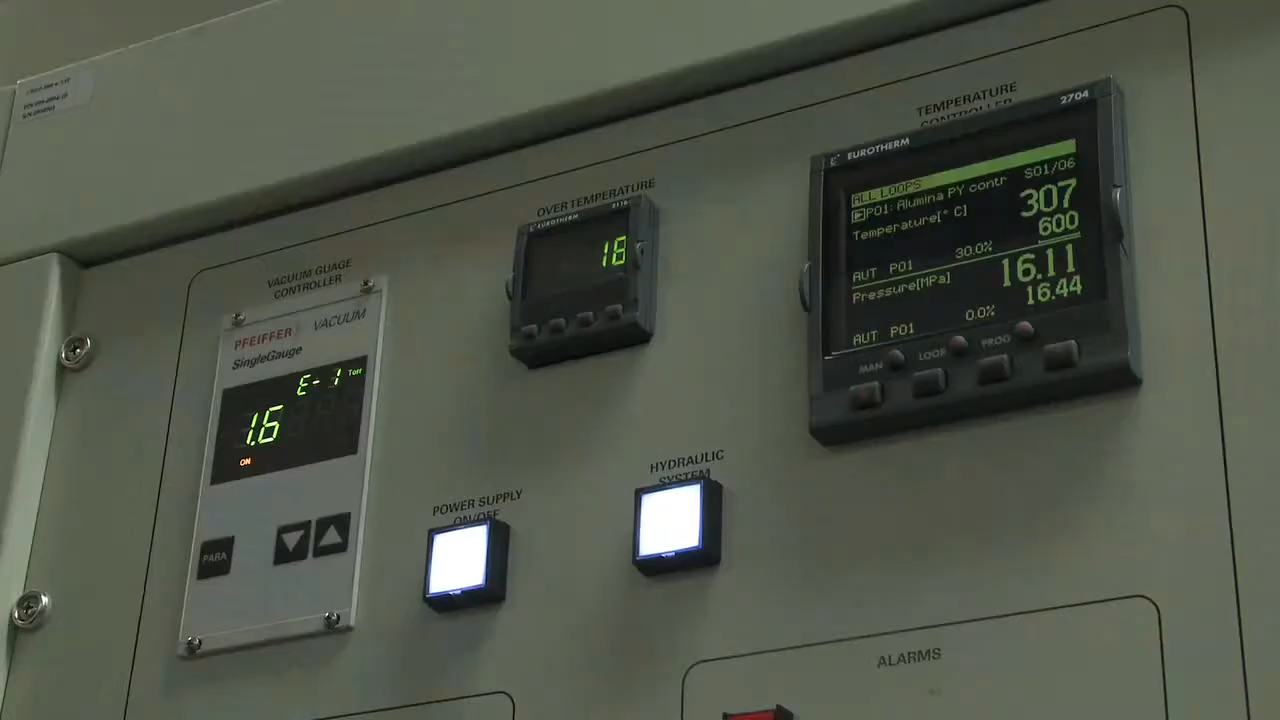 VACUUM GUAGE
CONTROLLER
PFEIFFER VACUUM
SingleGauge
E-1 Torr
1.6
ON
PARA
OVER TEMPERATURE
EUROTHERM
18
POWER SUPPLY
ON/OFF
HYDRAULIC
SYSTEM
TEMPERATURE
CONTROLLER
EUROTHERM 2704
ALL LOOPS
P01: Alumina PY contr S01/06
Temperature[°C] 307
600
AUT P01 30.0%
Pressure[MPa] 16.11
16.44
AUT P01 0.0%
MAN LOOP PROG
ALARMS